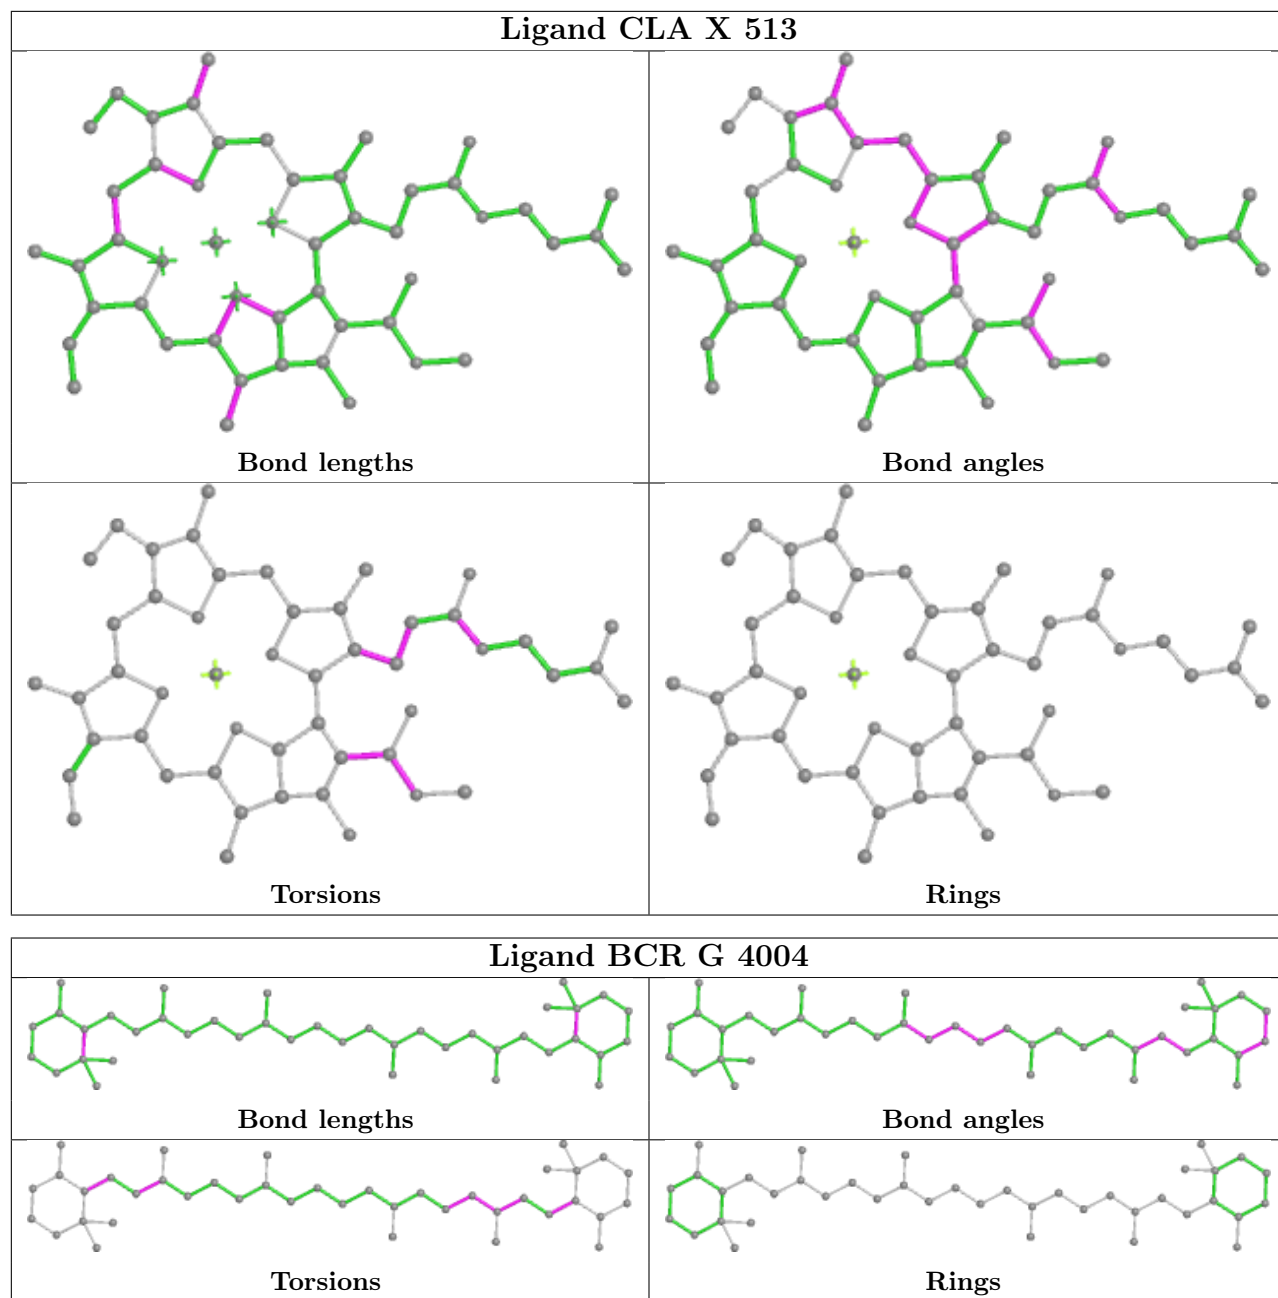 Ligand CLA X 513
Bond lengths
Bond angles
Torsions
Rings
Ligand BCR G 4004
Bond lengths
Bond angles
Torsions
Rings